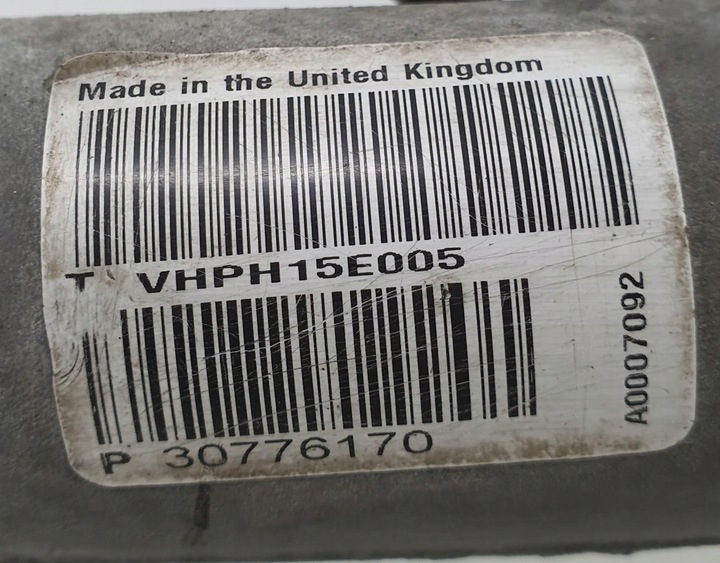 Made in the United Kingdom
T VHPH15E005
P 30776170
A0007092